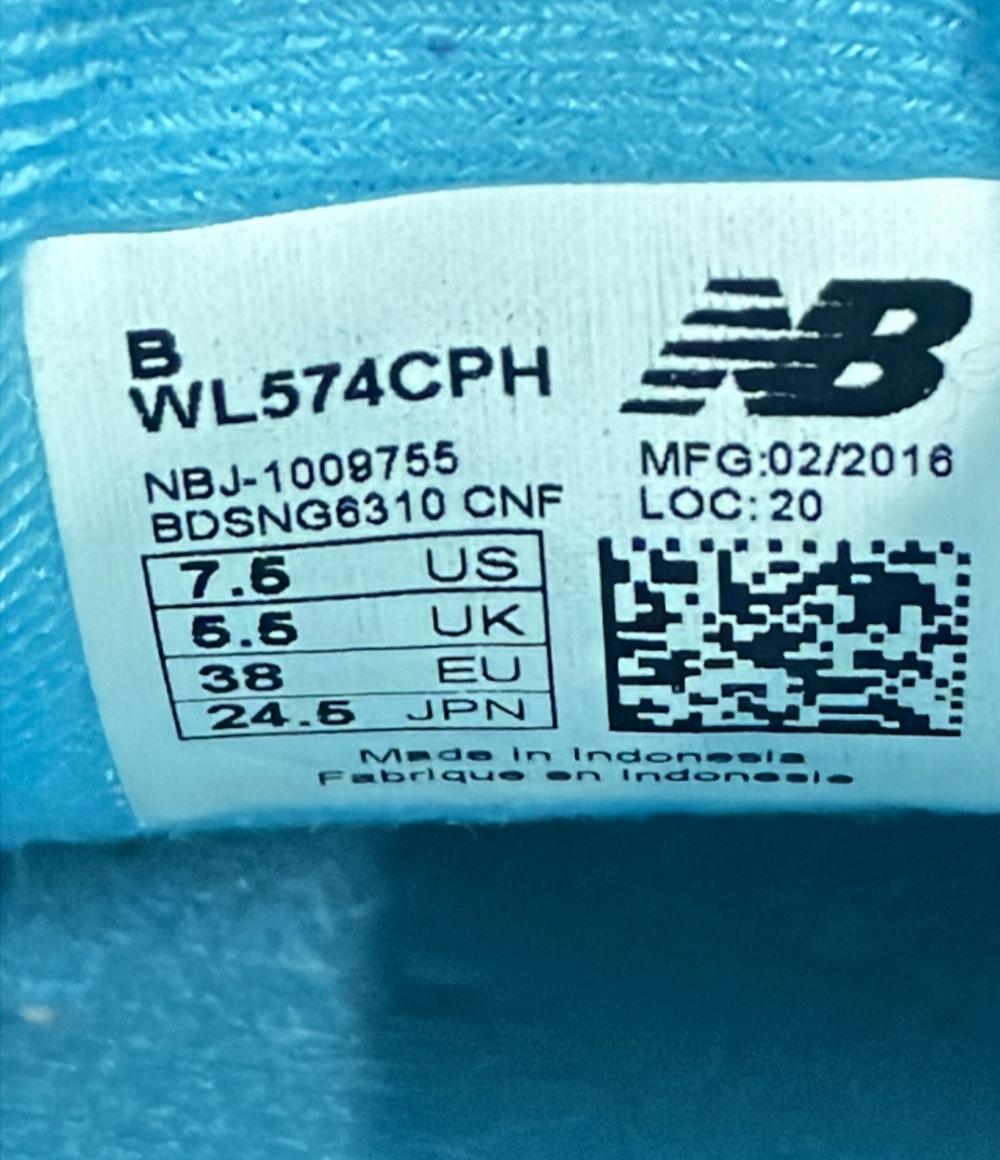 B
WL574CPH
NB
NBJ-1009755
BDSNG6310 CNF
MFG:02/2016
LOC: 20
7.5 US
5.5 UK
38 EU
24.5 JPN
Made in Indonesia
Fabrique en Indonesie